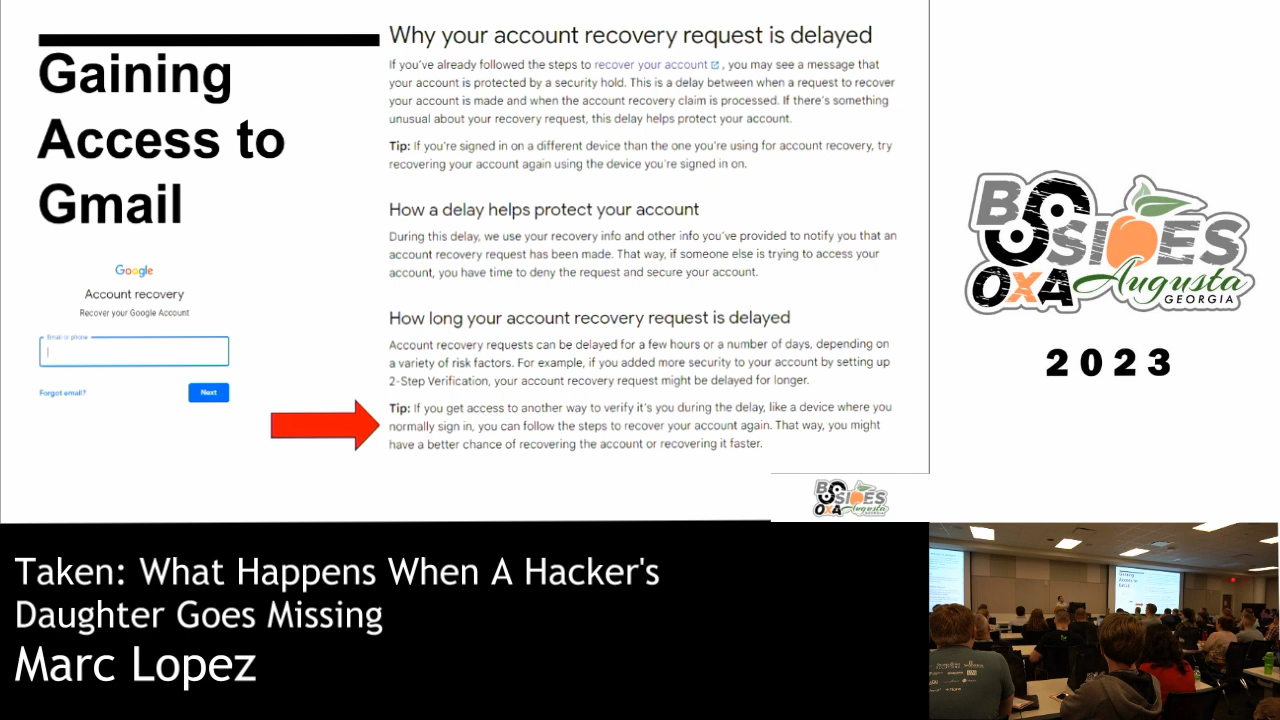 Gaining
Access to
Gmail
Google
Account recovery
Recover your Google Account
Email or phone
Forgot email?
Next
Why your account recovery request is delayed
If you've already followed the steps to recover your account , you may see a message that
your account is protected by a security hold. This is a delay between when a request to recover
your account is made and when the account recovery claim is processed. If there's something
unusual about your recovery request, this delay helps protect your account.
Tip: If you're signed in on a different device than the one you're using for account recovery, try
recovering your account again using the device you're signed in on.
How a delay helps protect your account
During this delay, we use your recovery info and other info you've provided to notify you that an
account recovery request has been made. That way, if someone else is trying to access your
account, you have time to deny the request and secure your account.
How long your account recovery request is delayed
Account recovery requests can be delayed for a few hours or a number of days, depending on
a variety of risk factors. For example, if you added more security to your account by setting up
2-Step Verification, your account recovery request might be delayed for longer.
Tip: If you get access to another way to verify it's you during the delay, like a device where you
normally sign in, you can follow the steps to recover your account again. That way, you might
have a better chance of recovering the account or recovering it faster.
BSIDES
OXA Augusta
GEORGIA
BSIDES
OXA Augusta
GEORGIA
2023
Taken: What Happens When A Hacker's
Daughter Goes Missing
Marc Lopez
Gaining
Access to
Gmail